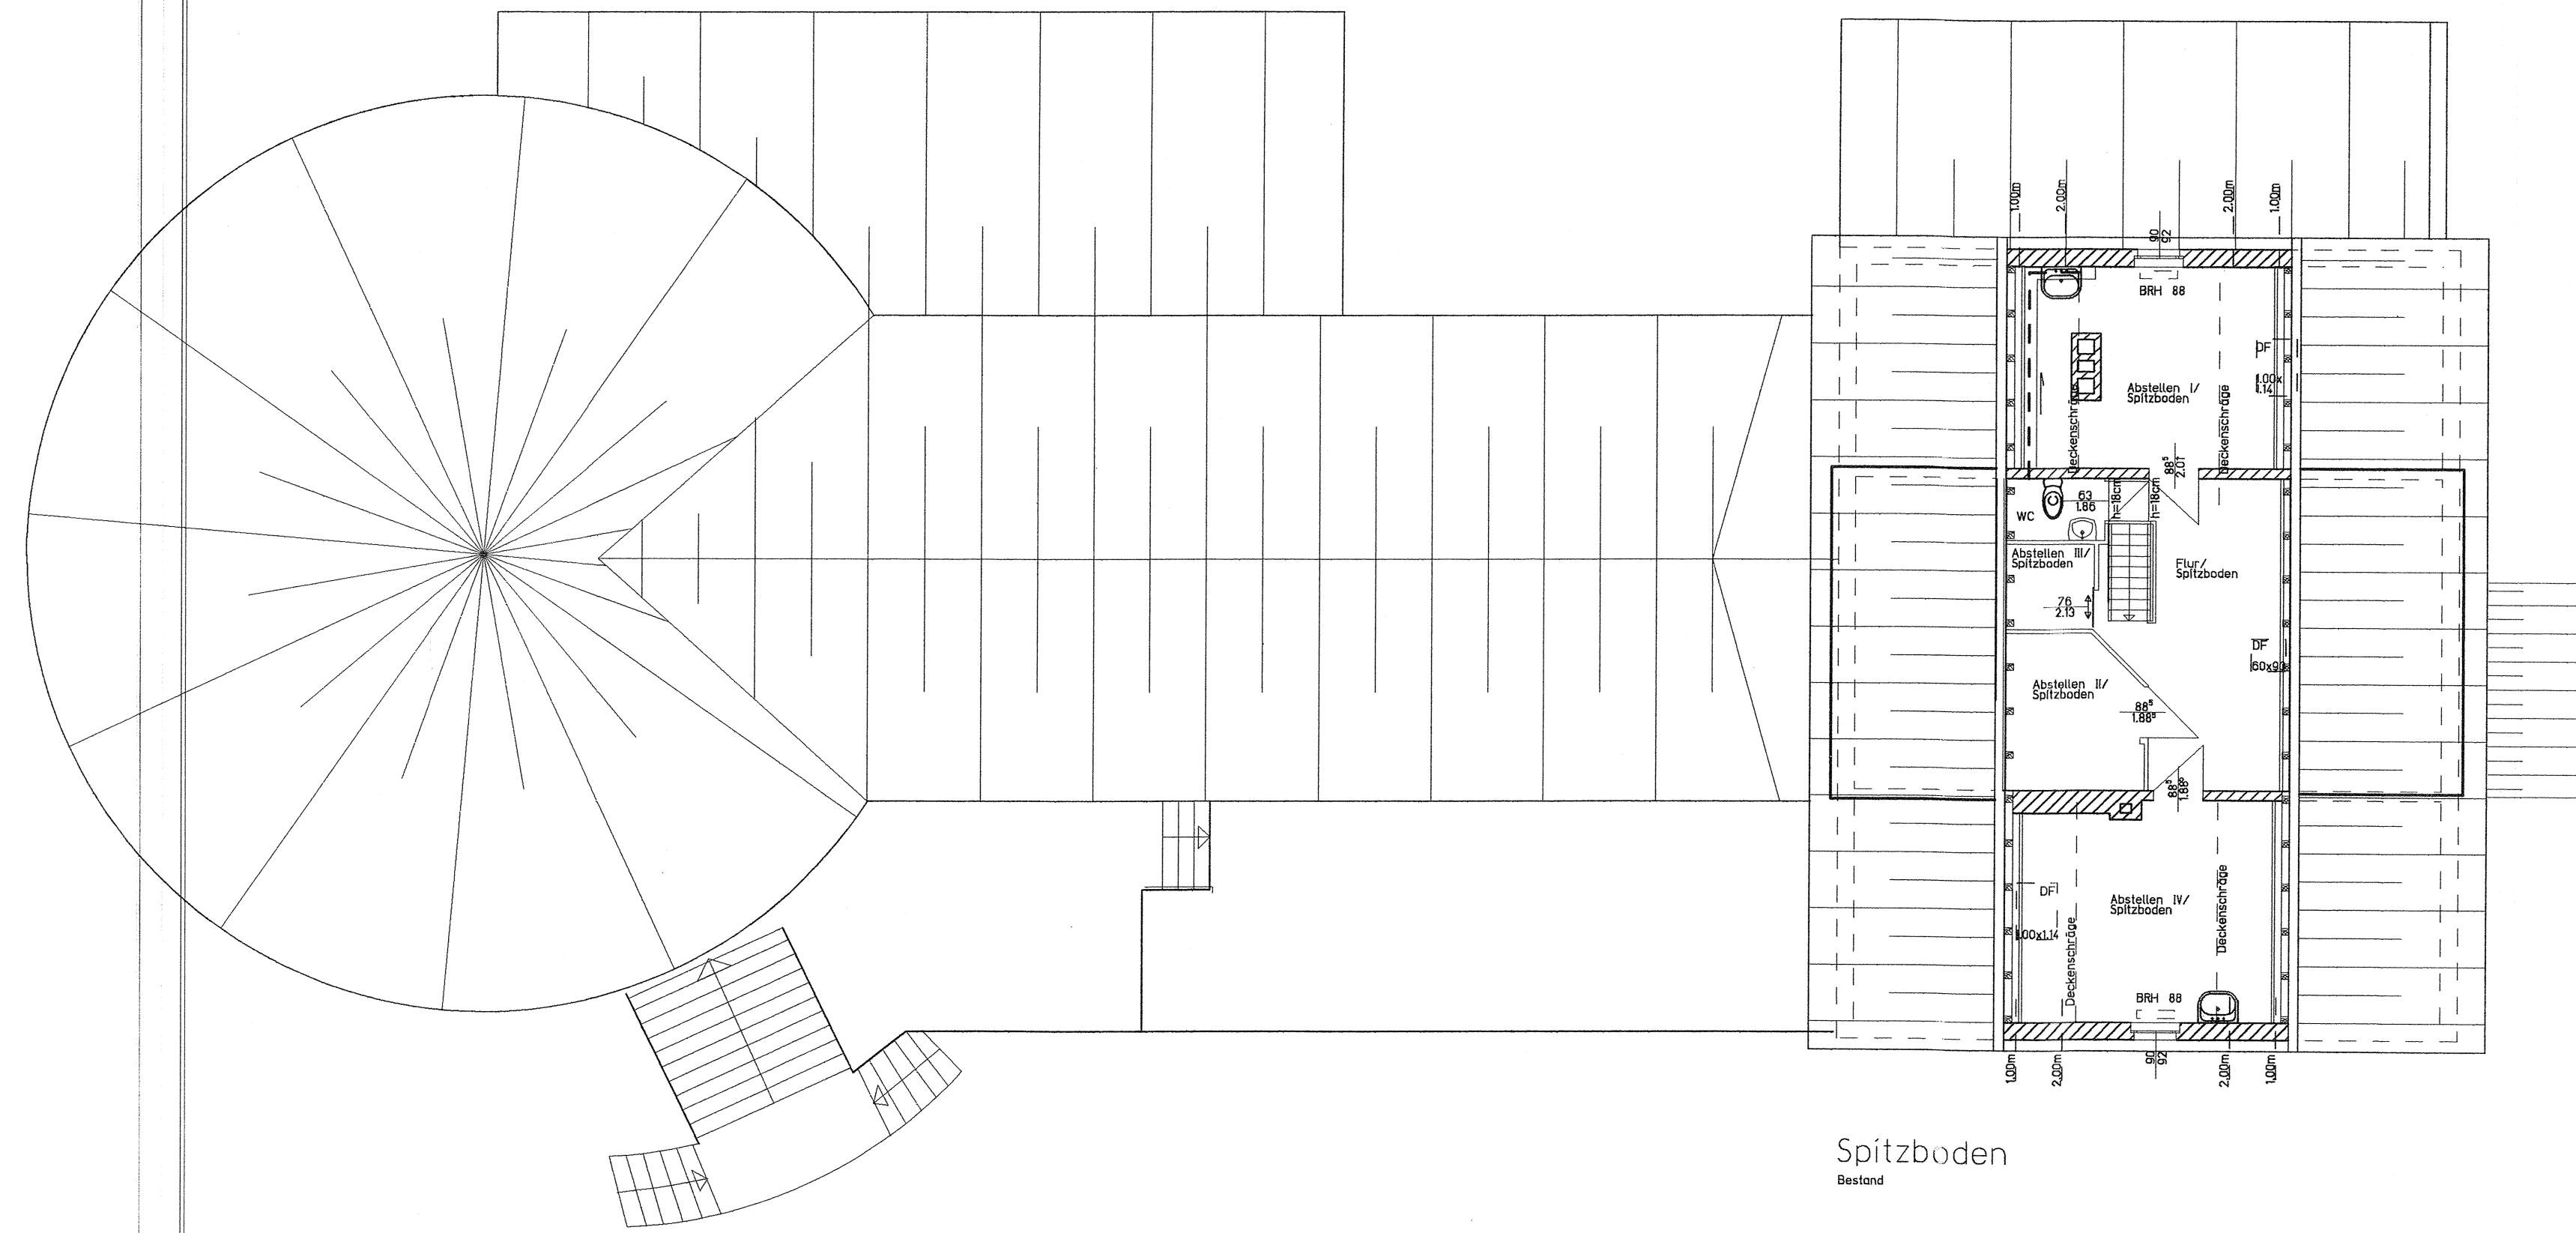 1.00m
2.00m
90
92
2.00m
1.00m
BRH 88
DF
1.00x
1.14
Abstellen I/
Spitzboden
Deckenschräge
Deckenschräge
88⁵
2.01
63
1.86
h=18cm
h=18cm
WC
Abstellen III/
Spitzboden
Flur/
Spitzboden
76
2.13
DF
60x90
Abstellen II/
Spitzboden
88⁵
1.88⁵
88⁵
1.88⁵
DF
1.00x1.14
Abstellen IV/
Spitzboden
Deckenschräge
Deckenschräge
BRH 88
1.00m
2.00m
90
92
2.00m
1.00m
Spitzboden
Bestand